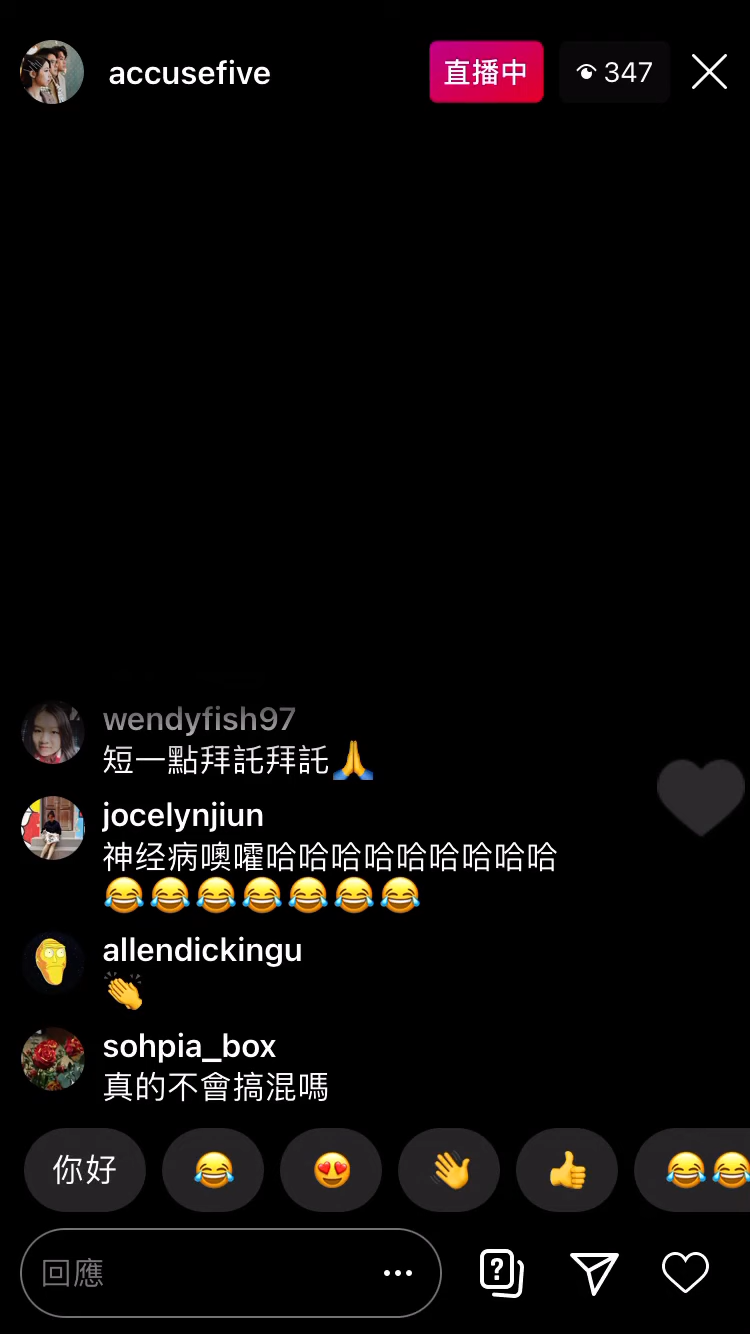 accusefive
直播中
347
wendyfish97
短一點拜託拜託🙏
jocelynjiun
神经病噢嚯哈哈哈哈哈哈哈哈哈
😂😂😂😂😂😂😂
allendickingu
👏
sohpia_box
真的不會搞混嗎
你好 😂 😍 👋 👍 😂😂
回應